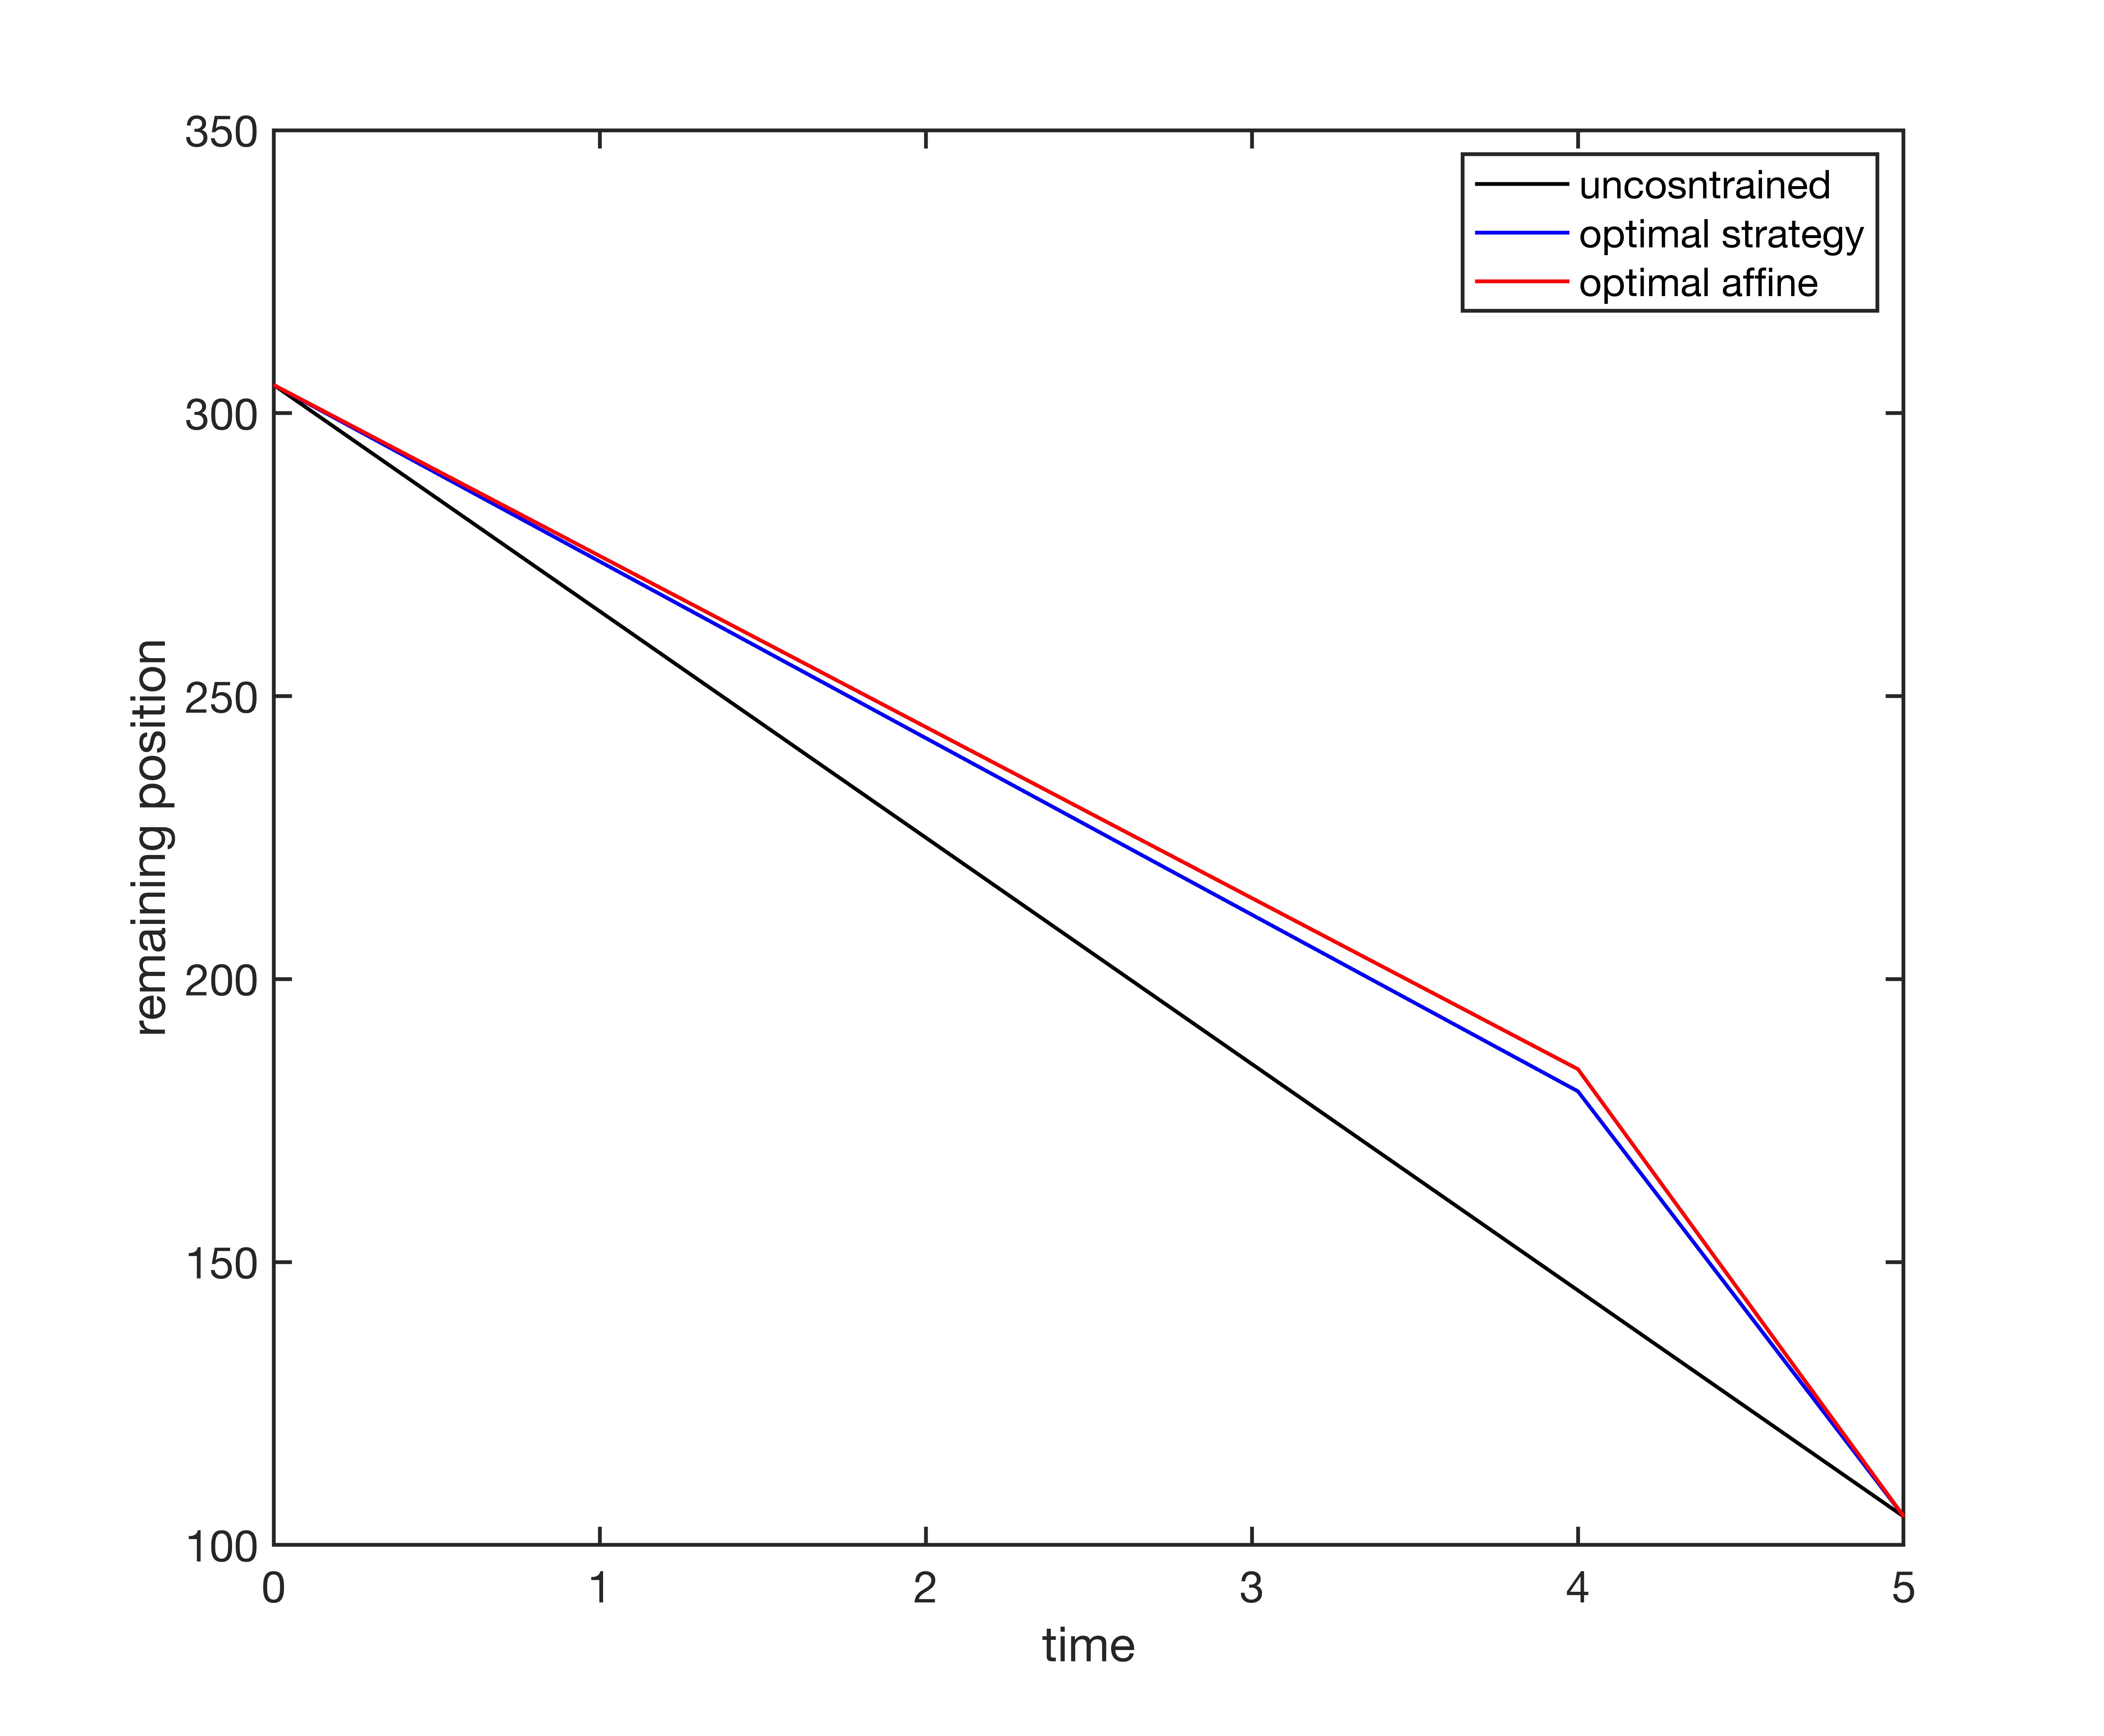 350
300
250
200
150
100
0 1 2 3 4 5
time
remaining position
uncosntrained
optimal strategy
optimal affine